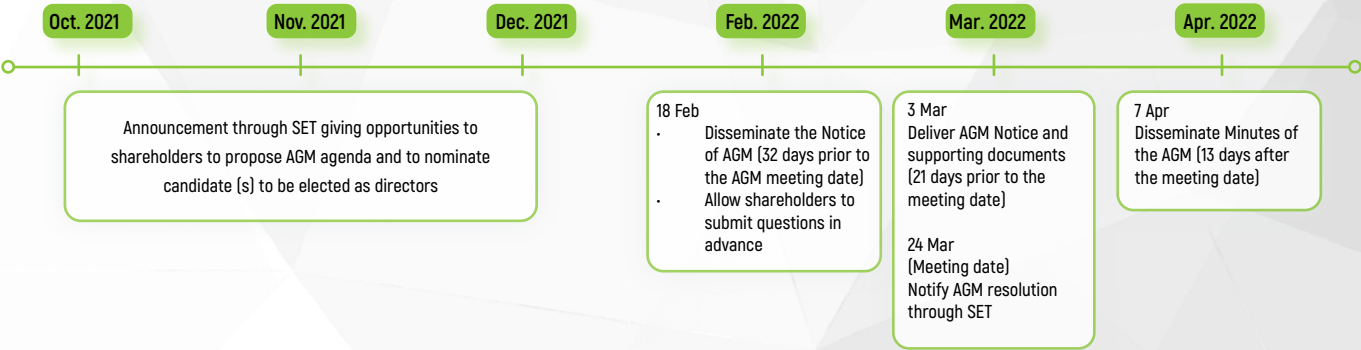 Oct. 2021
Nov. 2021
Dec. 2021
Feb. 2022
Mar. 2022
Apr. 2022
Announcement through SET giving opportunities to
shareholders to propose AGM agenda and to nominate
candidate (s) to be elected as directors
18 Feb
• Disseminate the Notice
of AGM (32 days prior to
the AGM meeting date)
• Allow shareholders to
submit questions in
advance
3 Mar
Deliver AGM Notice and
supporting documents
(21 days prior to the
meeting date)
24 Mar
(Meeting date)
Notify AGM resolution
through SET
7 Apr
Disseminate Minutes of
the AGM (13 days after
the meeting date)